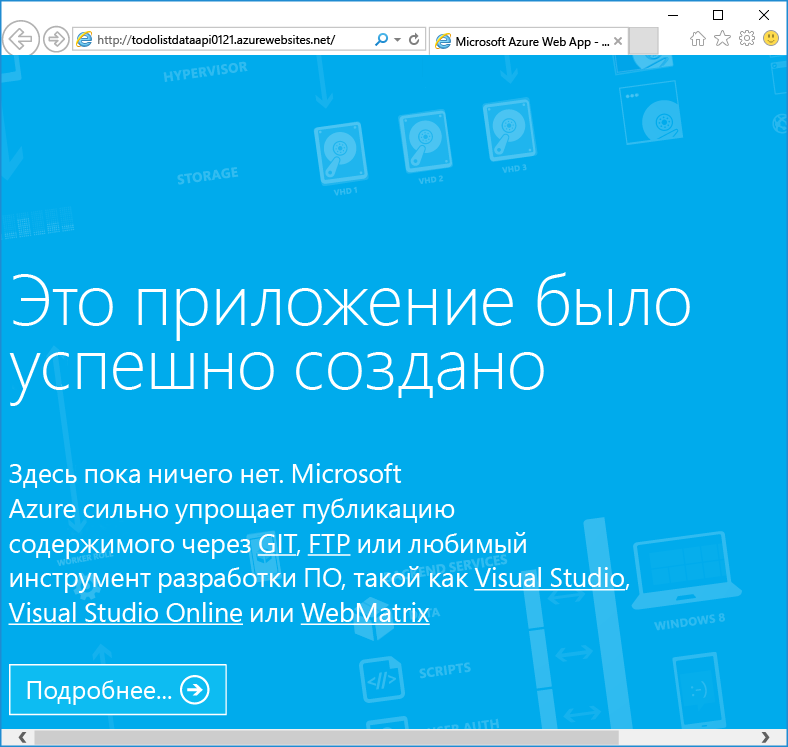 http://todolistdataapi0121.azurewebsites.net/
Microsoft Azure Web App - ...
HYPERVISOR
STORAGE
VHD 1
VHD 2
VHD 3
Это приложение было
успешно создано
Здесь пока ничего нет. Microsoft
Azure сильно упрощает публикацию
содержимого через GIT, FTP или любимый
инструмент разработки ПО, такой как Visual Studio,
Visual Studio Online или WebMatrix
WORKER ROLE
SERVICES
WINDOWS 8
SCRIPTS
</>
:-)
USER AUTH
Подробнее...